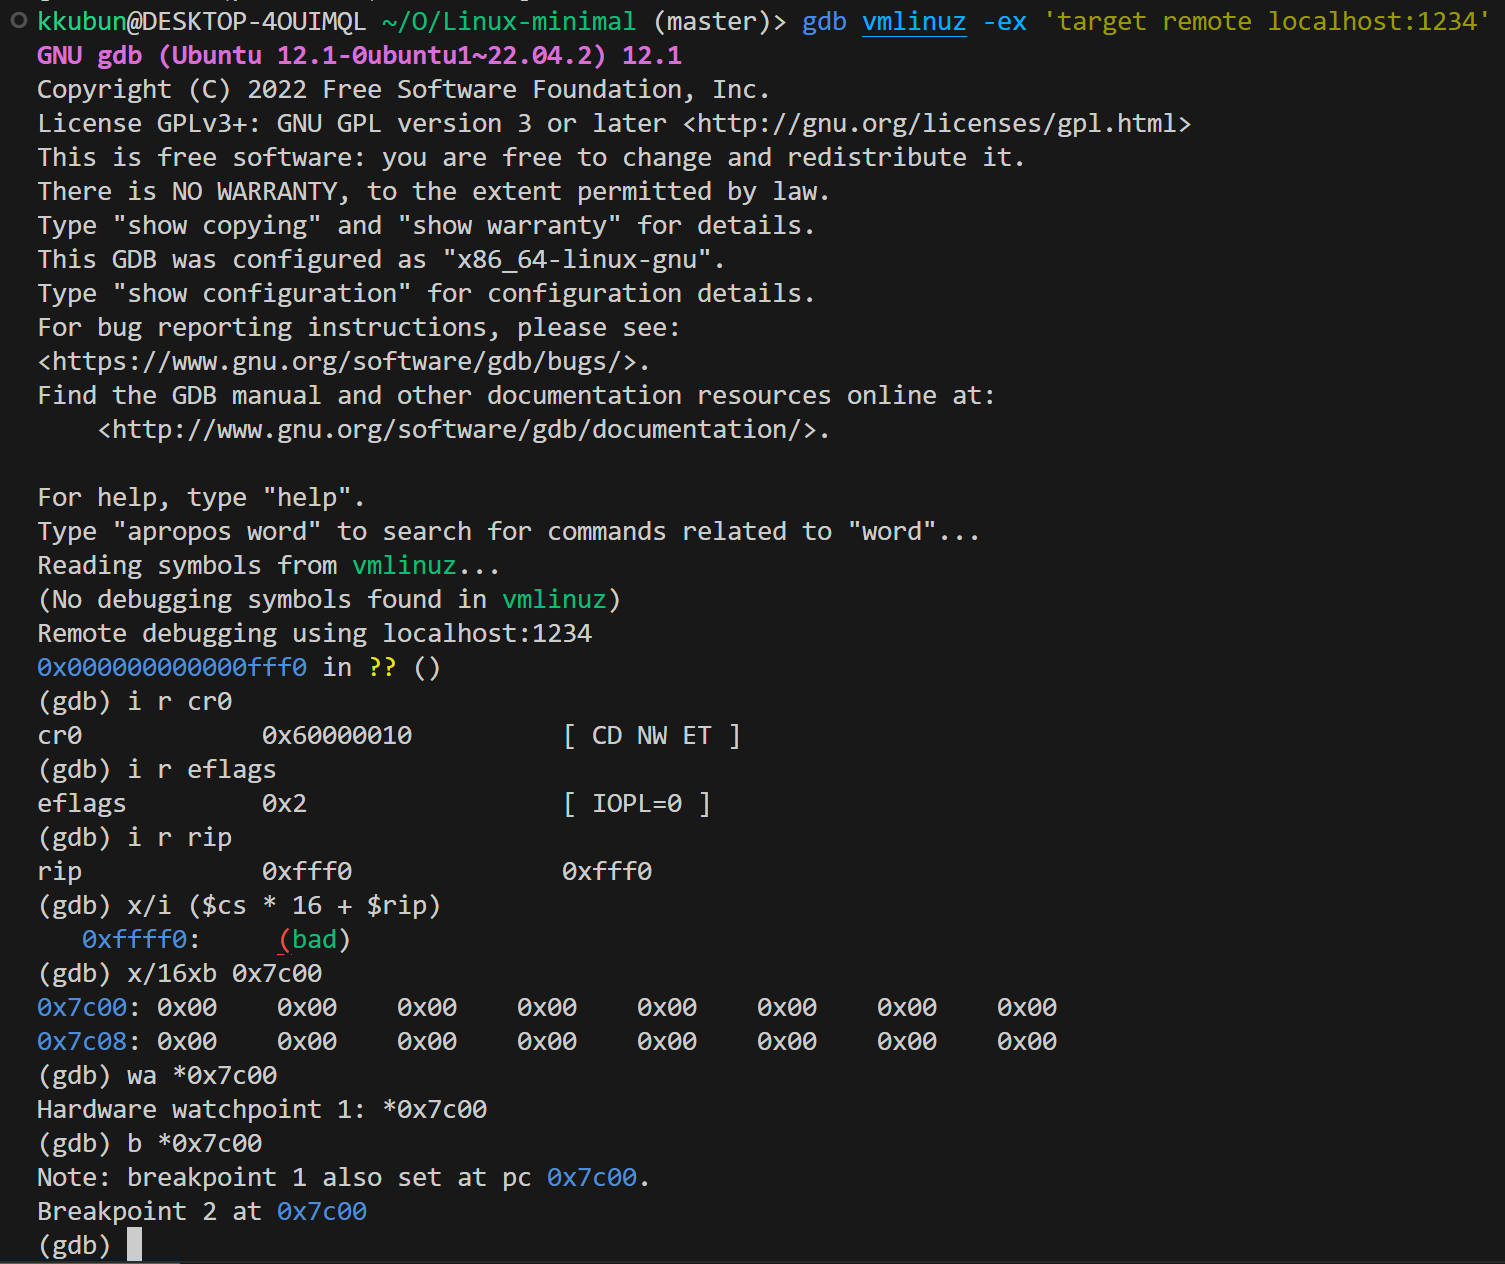 kkubun@DESKTOP-4OUIMQL ~/O/Linux-minimal (master)> gdb vmlinuz -ex 'target remote localhost:1234'
GNU gdb (Ubuntu 12.1-0ubuntu1~22.04.2) 12.1
Copyright (C) 2022 Free Software Foundation, Inc.
License GPLv3+: GNU GPL version 3 or later <http://gnu.org/licenses/gpl.html>
This is free software: you are free to change and redistribute it.
There is NO WARRANTY, to the extent permitted by law.
Type "show copying" and "show warranty" for details.
This GDB was configured as "x86_64-linux-gnu".
Type "show configuration" for configuration details.
For bug reporting instructions, please see:
<https://www.gnu.org/software/gdb/bugs/>.
Find the GDB manual and other documentation resources online at:
    <http://www.gnu.org/software/gdb/documentation/>.

For help, type "help".
Type "apropos word" to search for commands related to "word"...
Reading symbols from vmlinuz...
(No debugging symbols found in vmlinuz)
Remote debugging using localhost:1234
0x000000000000fff0 in ?? ()
(gdb) i r cr0
cr0            0x60000010          [ CD NW ET ]
(gdb) i r eflags
eflags         0x2                 [ IOPL=0 ]
(gdb) i r rip
rip            0xfff0              0xfff0
(gdb) x/i ($cs * 16 + $rip)
   0xffff0:     (bad)
(gdb) x/16xb 0x7c00
0x7c00: 0x00    0x00    0x00    0x00    0x00    0x00    0x00    0x00
0x7c08: 0x00    0x00    0x00    0x00    0x00    0x00    0x00    0x00
(gdb) wa *0x7c00
Hardware watchpoint 1: *0x7c00
(gdb) b *0x7c00
Note: breakpoint 1 also set at pc 0x7c00.
Breakpoint 2 at 0x7c00
(gdb)